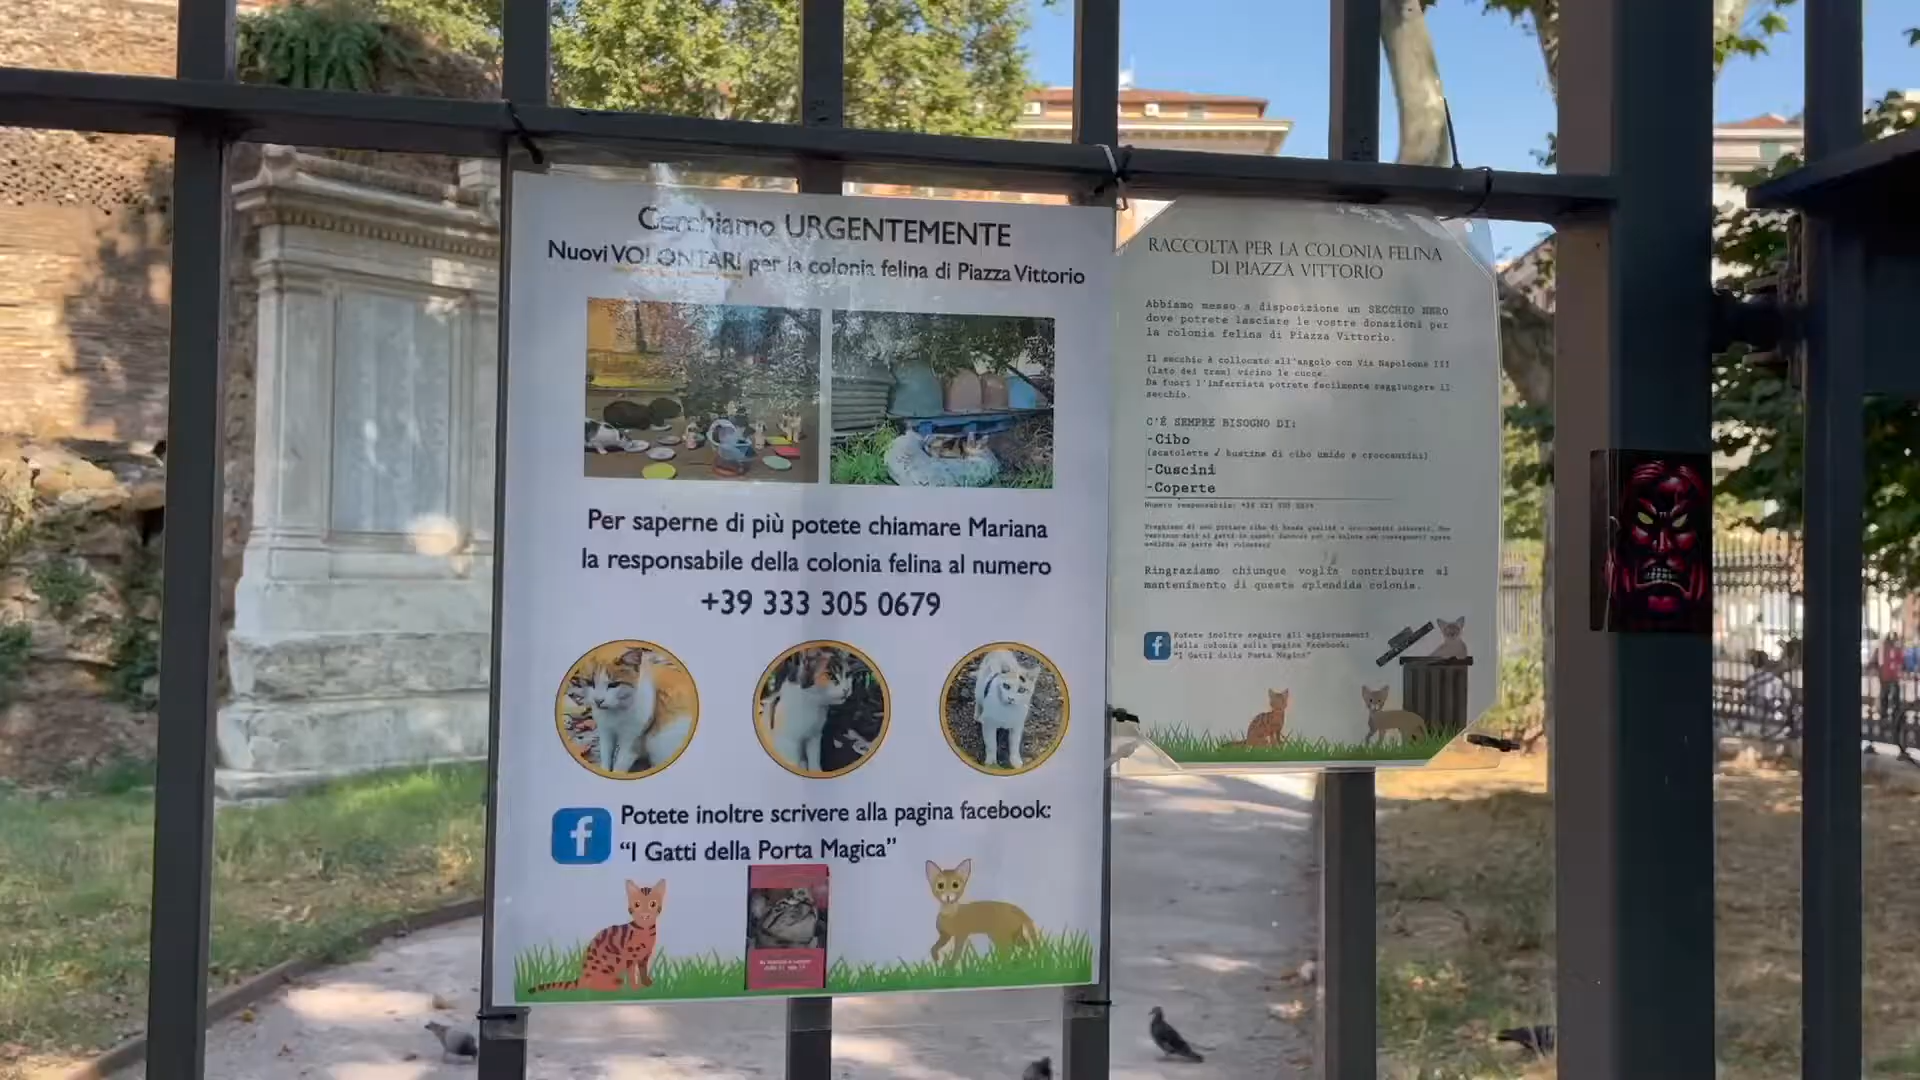 Cerchiamo URGENTEMENTE
Nuovi VOLONTARI per la colonia felina di Piazza Vittorio
Per saperne di più potete chiamare Mariana
la responsabile della colonia felina al numero
+39 333 305 0679
f
Potete inoltre scrivere alla pagina facebook:
“I Gatti della Porta Magica”
RACCOLTA PER LA COLONIA FELINA
DI PIAZZA VITTORIO
Abbiamo messo a disposizione un SECCHIO NERO
dove potrete lasciare le vostre donazioni per
la colonia felina di Piazza Vittorio.
Il secchio è collocato all'angolo con Via Napoleone III
(lato dei tram) vicino le cucce.
Da fuori l'inferriata potrete facilmente raggiungere il
secchio.
C'È SEMPRE BISOGNO DI:
-Cibo
(scatolette / bustine di cibo umido e croccantini)
-Cuscini
-Coperte
Numero responsabile: +39
Ringraziamo chiunque voglia contribuire al
mantenimento di questa splendida colonia.
f
Potete inoltre seguire gli aggiornamenti
della colonia sulla pagina Facebook:
"I Gatti della Porta Magica"